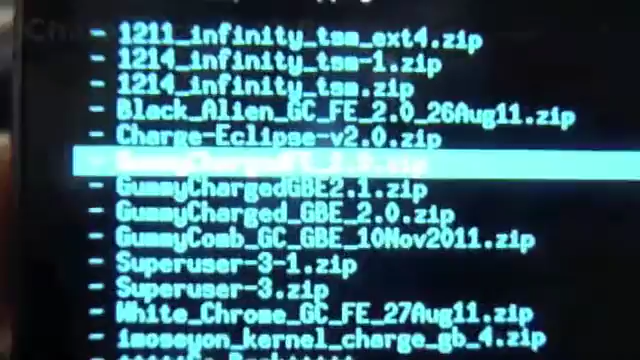 - 1211_infinity_tsm_ext4.zip
- 1214_infinity_tsm-1.zip
- 1214_infinity_tsm.zip
- Black_Alien_GC_FE_2.0_26Aug11.zip
- Charge-Eclipse-v2.0.zip
- GummyChargedGBE2.1.zip
- GummyCharged_GBE_2.0.zip
- GummyComb_GC_GBE_10Nov2011.zip
- Superuser-3-1.zip
- Superuser-3.zip
- White_Chrome_GC_FE_27Aug11.zip
- imoseyon_kernel_charge_gb_4.zip